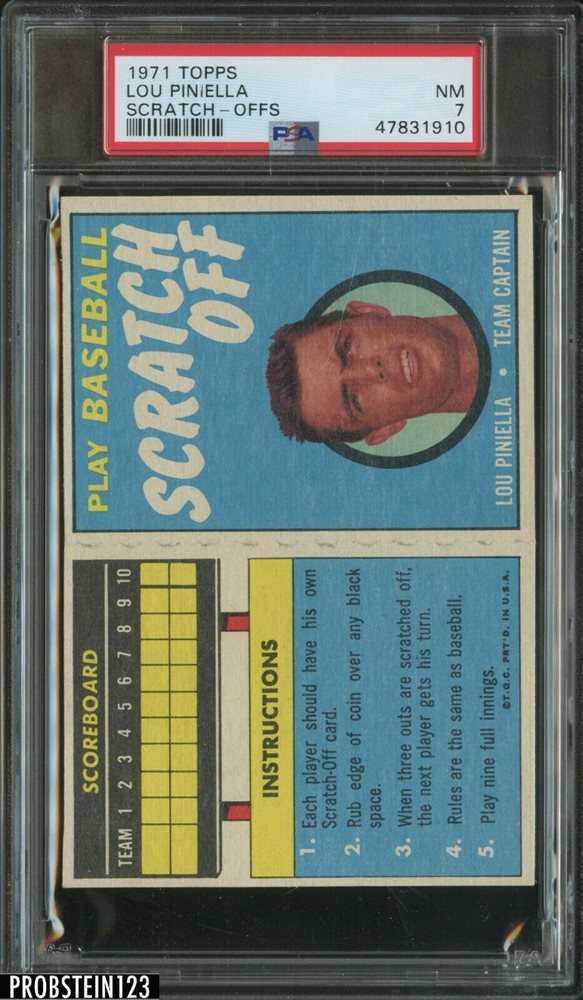 1971 TOPPS
LOU PINIELLA
SCRATCH-OFFS
NM
7
47831910
PSA
PLAY BASEBALL
SCRATCH
OFF
LOU PINIELLA • TEAM CAPTAIN
SCOREBOARD
TEAM 1 2 3 4 5 6 7 8 9 10
INSTRUCTIONS
1. Each player should have his own
Scratch-Off card.
2. Rub edge of coin over any black
space.
3. When three outs are scratched off,
the next player gets his turn.
4. Rules are the same as baseball.
5. Play nine full innings.
©T.C.G. PRT'D. IN U.S.A.
PROBSTEIN123